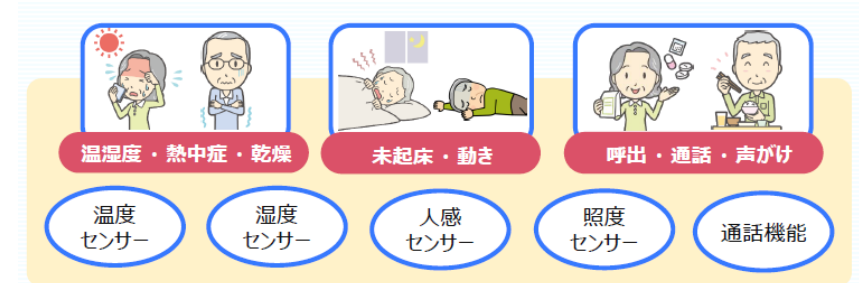 温湿度・熱中症・乾燥
未起床・動き
呼出・通話・声がけ
温度
センサー
湿度
センサー
人感
センサー
照度
センサー
通話機能